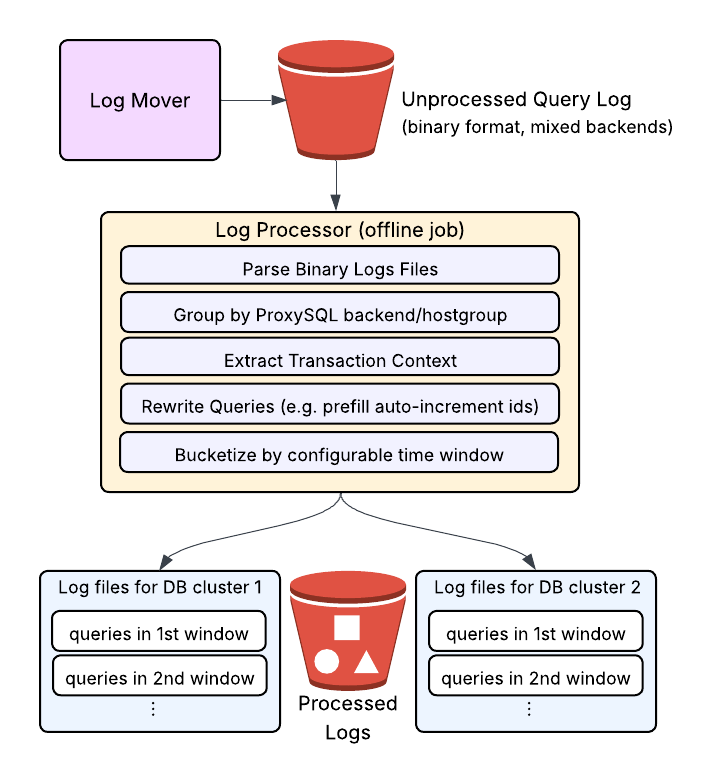 Log Mover
Unprocessed Query Log
(binary format, mixed backends)
Log Processor (offline job)
Parse Binary Logs Files
Group by ProxySQL backend/hostgroup
Extract Transaction Context
Rewrite Queries (e.g. prefill auto-increment ids)
Bucketize by configurable time window
Log files for DB cluster 1
queries in 1st window
queries in 2nd window
⋮
Processed
Logs
Log files for DB cluster 2
queries in 1st window
queries in 2nd window
⋮